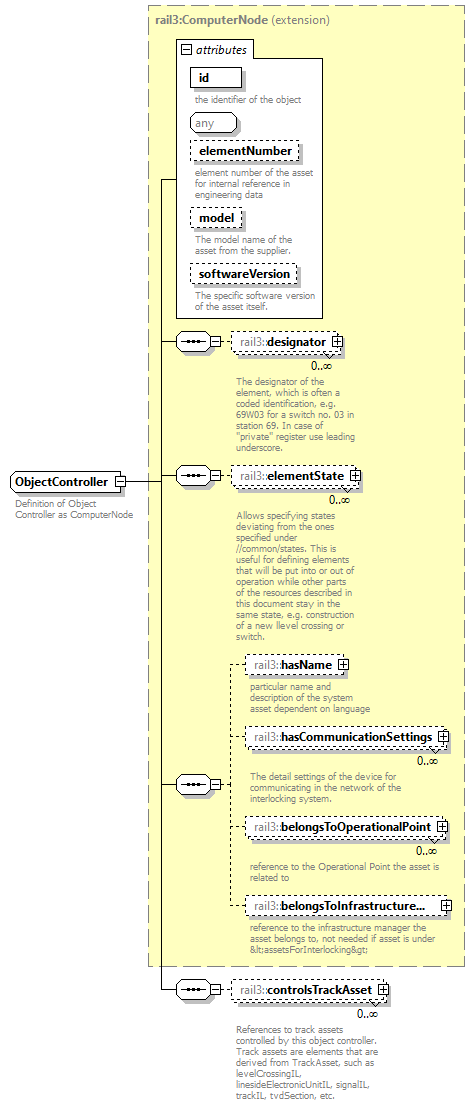 rail3:ComputerNode (extension)
attributes
id
the identifier of the object
any
elementNumber
element number of the asset
for internal reference in
engineering data
model
The model name of the
asset from the supplier.
softwareVersion
The specific software version
of the asset itself.
rail3::designator
0..∞
The designator of the
element, which is often a
coded identification, e.g.
69W03 for a switch no. 03 in
station 69. In case of
"private" register use leading
underscore.
ObjectController
Definition of Object
Controller as ComputerNode
rail3::elementState
0..∞
Allows specifying states
deviating from the ones
specified under
//common/states. This is
useful for defining elements
that will be put into or out of
operation while other parts
of the resources described in
this document stay in the
same state, e.g. construction
of a new llevel crossing or
switch.
rail3::hasName
particular name and
description of the system
asset dependent on language
rail3::hasCommunicationSettings
0..∞
The detail settings of the device for
communicating in the network of the
interlocking system.
rail3::belongsToOperationalPoint
0..∞
reference to the Operational Point the asset is
related to
rail3::belongsToInfrastructure...
reference to the infrastructure manager the
asset belongs to, not needed if asset is under
&lt;assetsForInterlocking&gt;
rail3::controlsTrackAsset
0..∞
References to track assets
controlled by this object controller.
Track assets are elements that are
derived from TrackAsset, such as
levelCrossingIL,
linesideElectronicUnitIL, signalIL,
trackIL, tvdSection, etc.